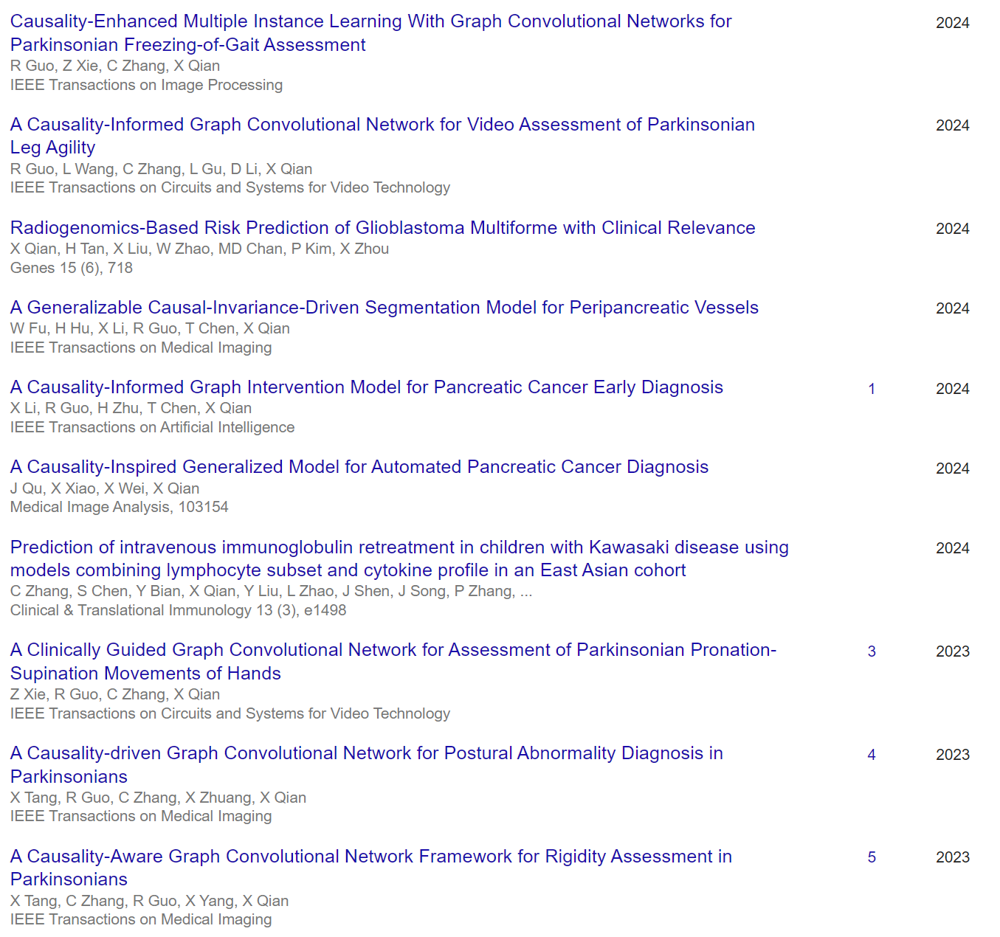 Causality-Enhanced Multiple Instance Learning With Graph Convolutional Networks for 2024
Parkinsonian Freezing-of-Gait Assessment
R Guo, Z Xie, C Zhang, X Qian
IEEE Transactions on Image Processing
A Causality-Informed Graph Convolutional Network for Video Assessment of Parkinsonian 2024
Leg Agility
R Guo, L Wang, C Zhang, L Gu, D Li, X Qian
IEEE Transactions on Circuits and Systems for Video Technology
Radiogenomics-Based Risk Prediction of Glioblastoma Multiforme with Clinical Relevance 2024
X Qian, H Tan, X Liu, W Zhao, MD Chan, P Kim, X Zhou
Genes 15 (6), 718
A Generalizable Causal-Invariance-Driven Segmentation Model for Peripancreatic Vessels 2024
W Fu, H Hu, X Li, R Guo, T Chen, X Qian
IEEE Transactions on Medical Imaging
A Causality-Informed Graph Intervention Model for Pancreatic Cancer Early Diagnosis 1 2024
X Li, R Guo, H Zhu, T Chen, X Qian
IEEE Transactions on Artificial Intelligence
A Causality-Inspired Generalized Model for Automated Pancreatic Cancer Diagnosis 2024
J Qu, X Xiao, X Wei, X Qian
Medical Image Analysis, 103154
Prediction of intravenous immunoglobulin retreatment in children with Kawasaki disease using 2024
models combining lymphocyte subset and cytokine profile in an East Asian cohort
C Zhang, S Chen, Y Bian, X Qian, Y Liu, L Zhao, J Shen, J Song, P Zhang, ...
Clinical & Translational Immunology 13 (3), e1498
A Clinically Guided Graph Convolutional Network for Assessment of Parkinsonian Pronation- 3 2023
Supination Movements of Hands
Z Xie, R Guo, C Zhang, X Qian
IEEE Transactions on Circuits and Systems for Video Technology
A Causality-driven Graph Convolutional Network for Postural Abnormality Diagnosis in 4 2023
Parkinsonians
X Tang, R Guo, C Zhang, X Zhuang, X Qian
IEEE Transactions on Medical Imaging
A Causality-Aware Graph Convolutional Network Framework for Rigidity Assessment in 5 2023
Parkinsonians
X Tang, C Zhang, R Guo, X Yang, X Qian
IEEE Transactions on Medical Imaging